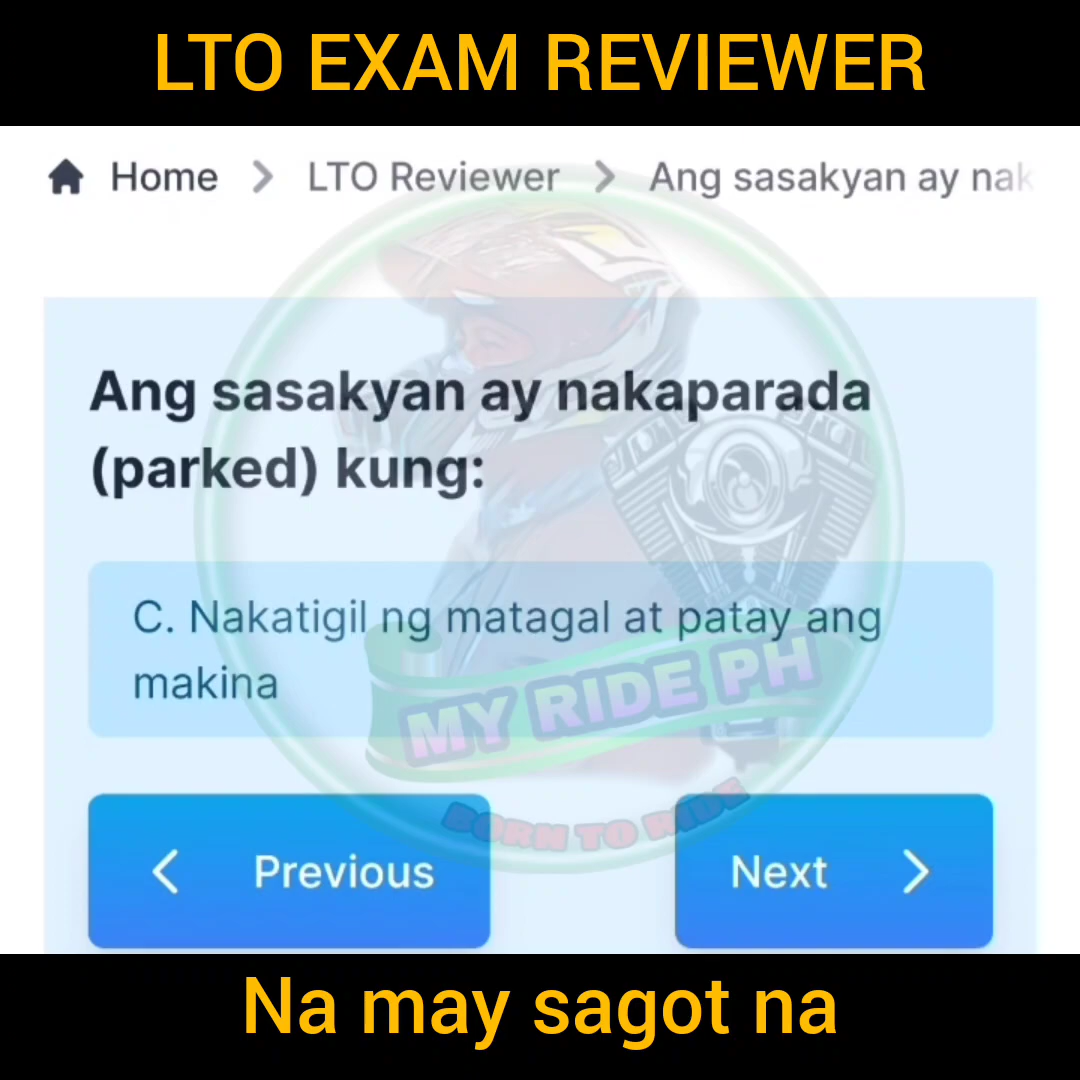 LTO EXAM REVIEWER
Home > LTO Reviewer > Ang sasakyan ay nak
Ang sasakyan ay nakaparada
(parked) kung:
C. Nakatigil ng matagal at patay ang
makina
MY RIDE PH
BORN TO RIDE
< Previous
Next >
Na may sagot na